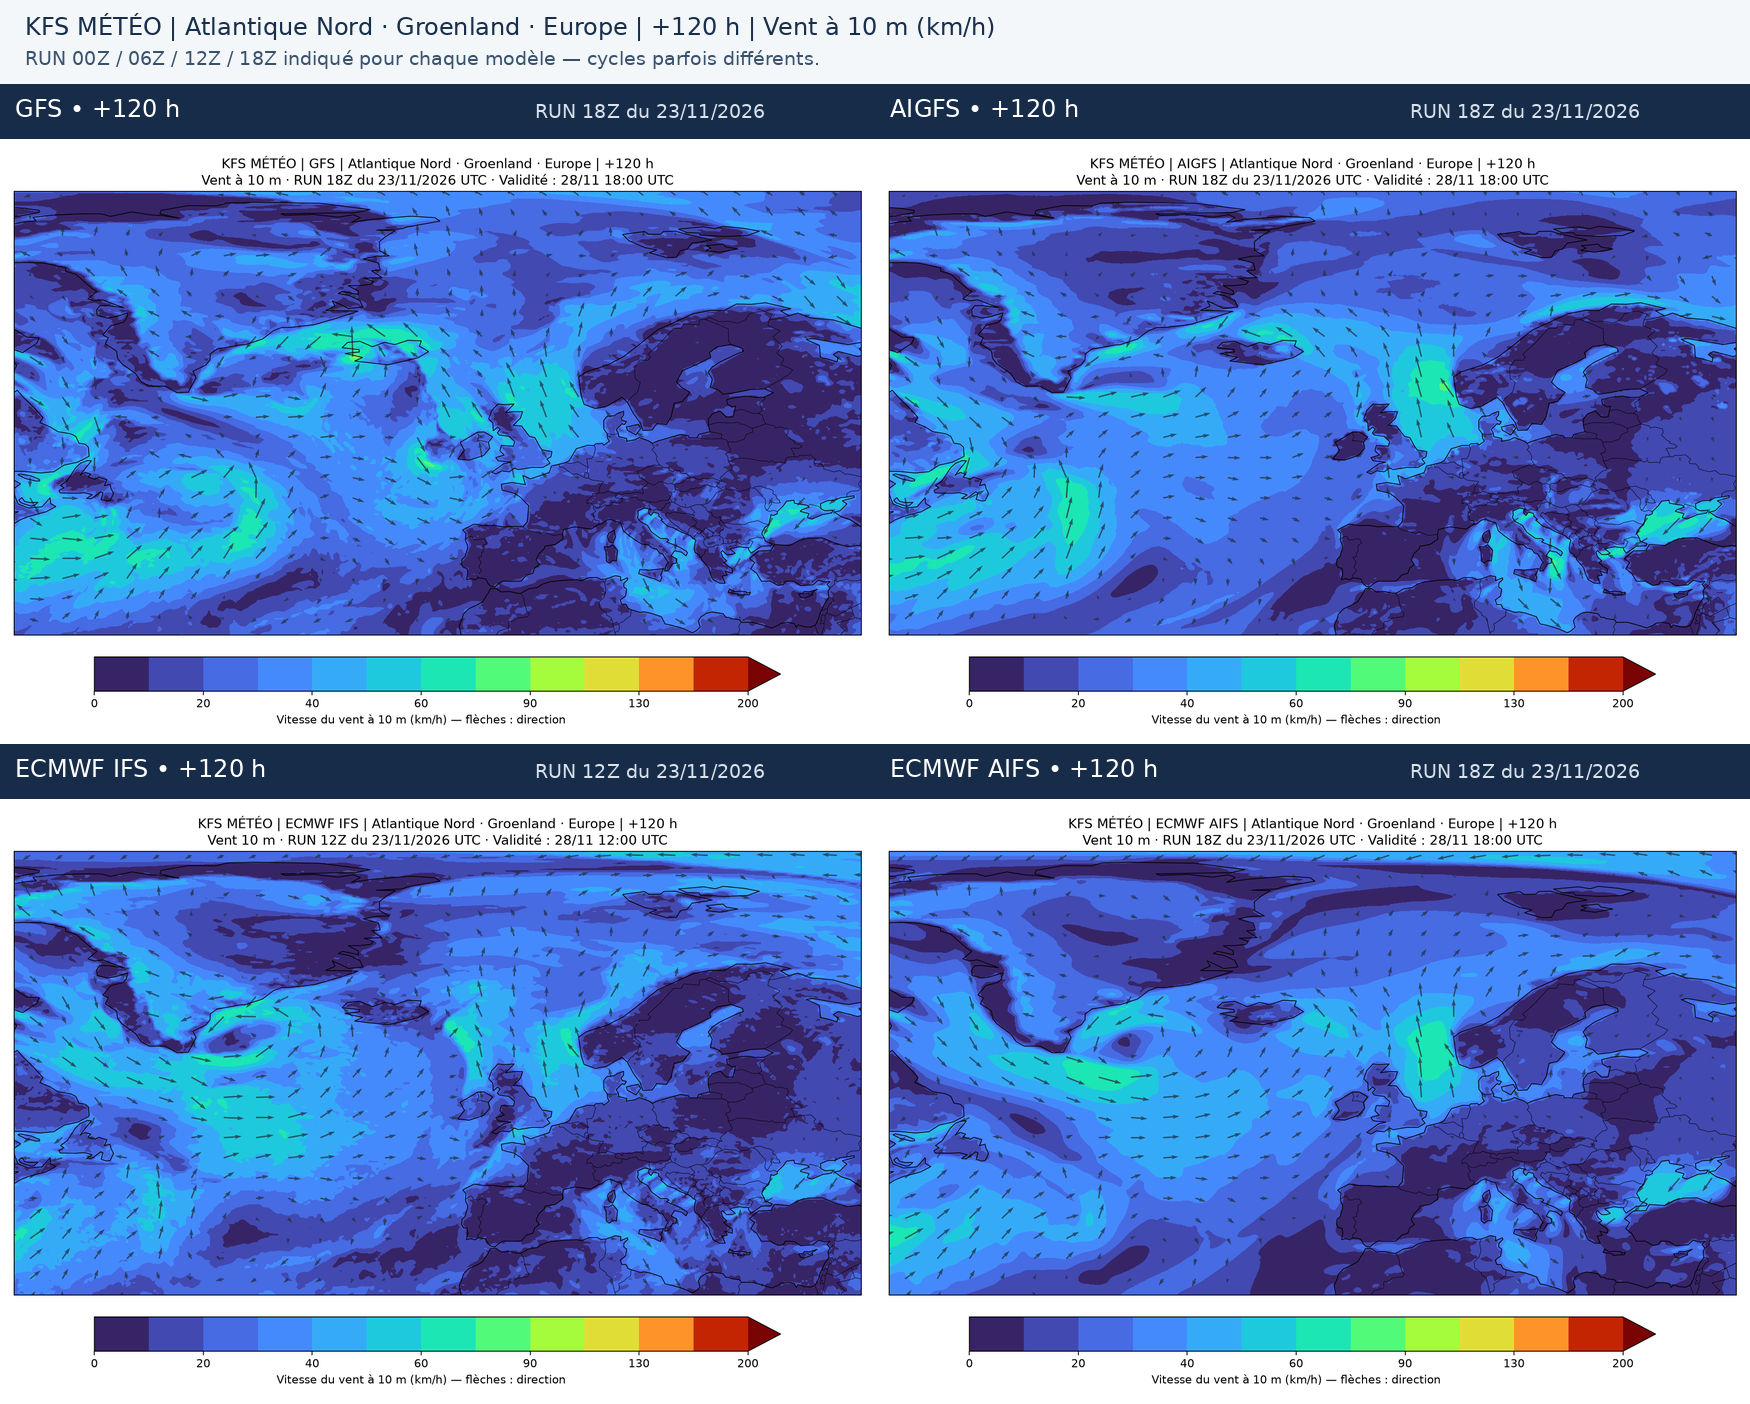 KFS MÉTÉO | Atlantique Nord · Groenland · Europe | +120 h | Vent à 10 m (km/h)
RUN 00Z / 06Z / 12Z / 18Z indiqué pour chaque modèle — cycles parfois différents.
GFS • +120 h
RUN 18Z du 23/11/2026
AIGFS • +120 h
RUN 18Z du 23/11/2026
KFS MÉTÉO | GFS | Atlantique Nord · Groenland · Europe | +120 h
Vent à 10 m · RUN 18Z du 23/11/2026 UTC · Validité : 28/11 18:00 UTC
KFS MÉTÉO | AIGFS | Atlantique Nord · Groenland · Europe | +120 h
Vent à 10 m · RUN 18Z du 23/11/2026 UTC · Validité : 28/11 18:00 UTC
0 20 40 60 90 130 200
Vitesse du vent à 10 m (km/h) — flèches : direction
0 20 40 60 90 130 200
Vitesse du vent à 10 m (km/h) — flèches : direction
ECMWF IFS • +120 h
RUN 12Z du 23/11/2026
ECMWF AIFS • +120 h
RUN 18Z du 23/11/2026
KFS MÉTÉO | ECMWF IFS | Atlantique Nord · Groenland · Europe | +120 h
Vent 10 m · RUN 12Z du 23/11/2026 UTC · Validité : 28/11 12:00 UTC
KFS MÉTÉO | ECMWF AIFS | Atlantique Nord · Groenland · Europe | +120 h
Vent 10 m · RUN 18Z du 23/11/2026 UTC · Validité : 28/11 18:00 UTC
0 20 40 60 90 130 200
Vitesse du vent à 10 m (km/h) — flèches : direction
0 20 40 60 90 130 200
Vitesse du vent à 10 m (km/h) — flèches : direction